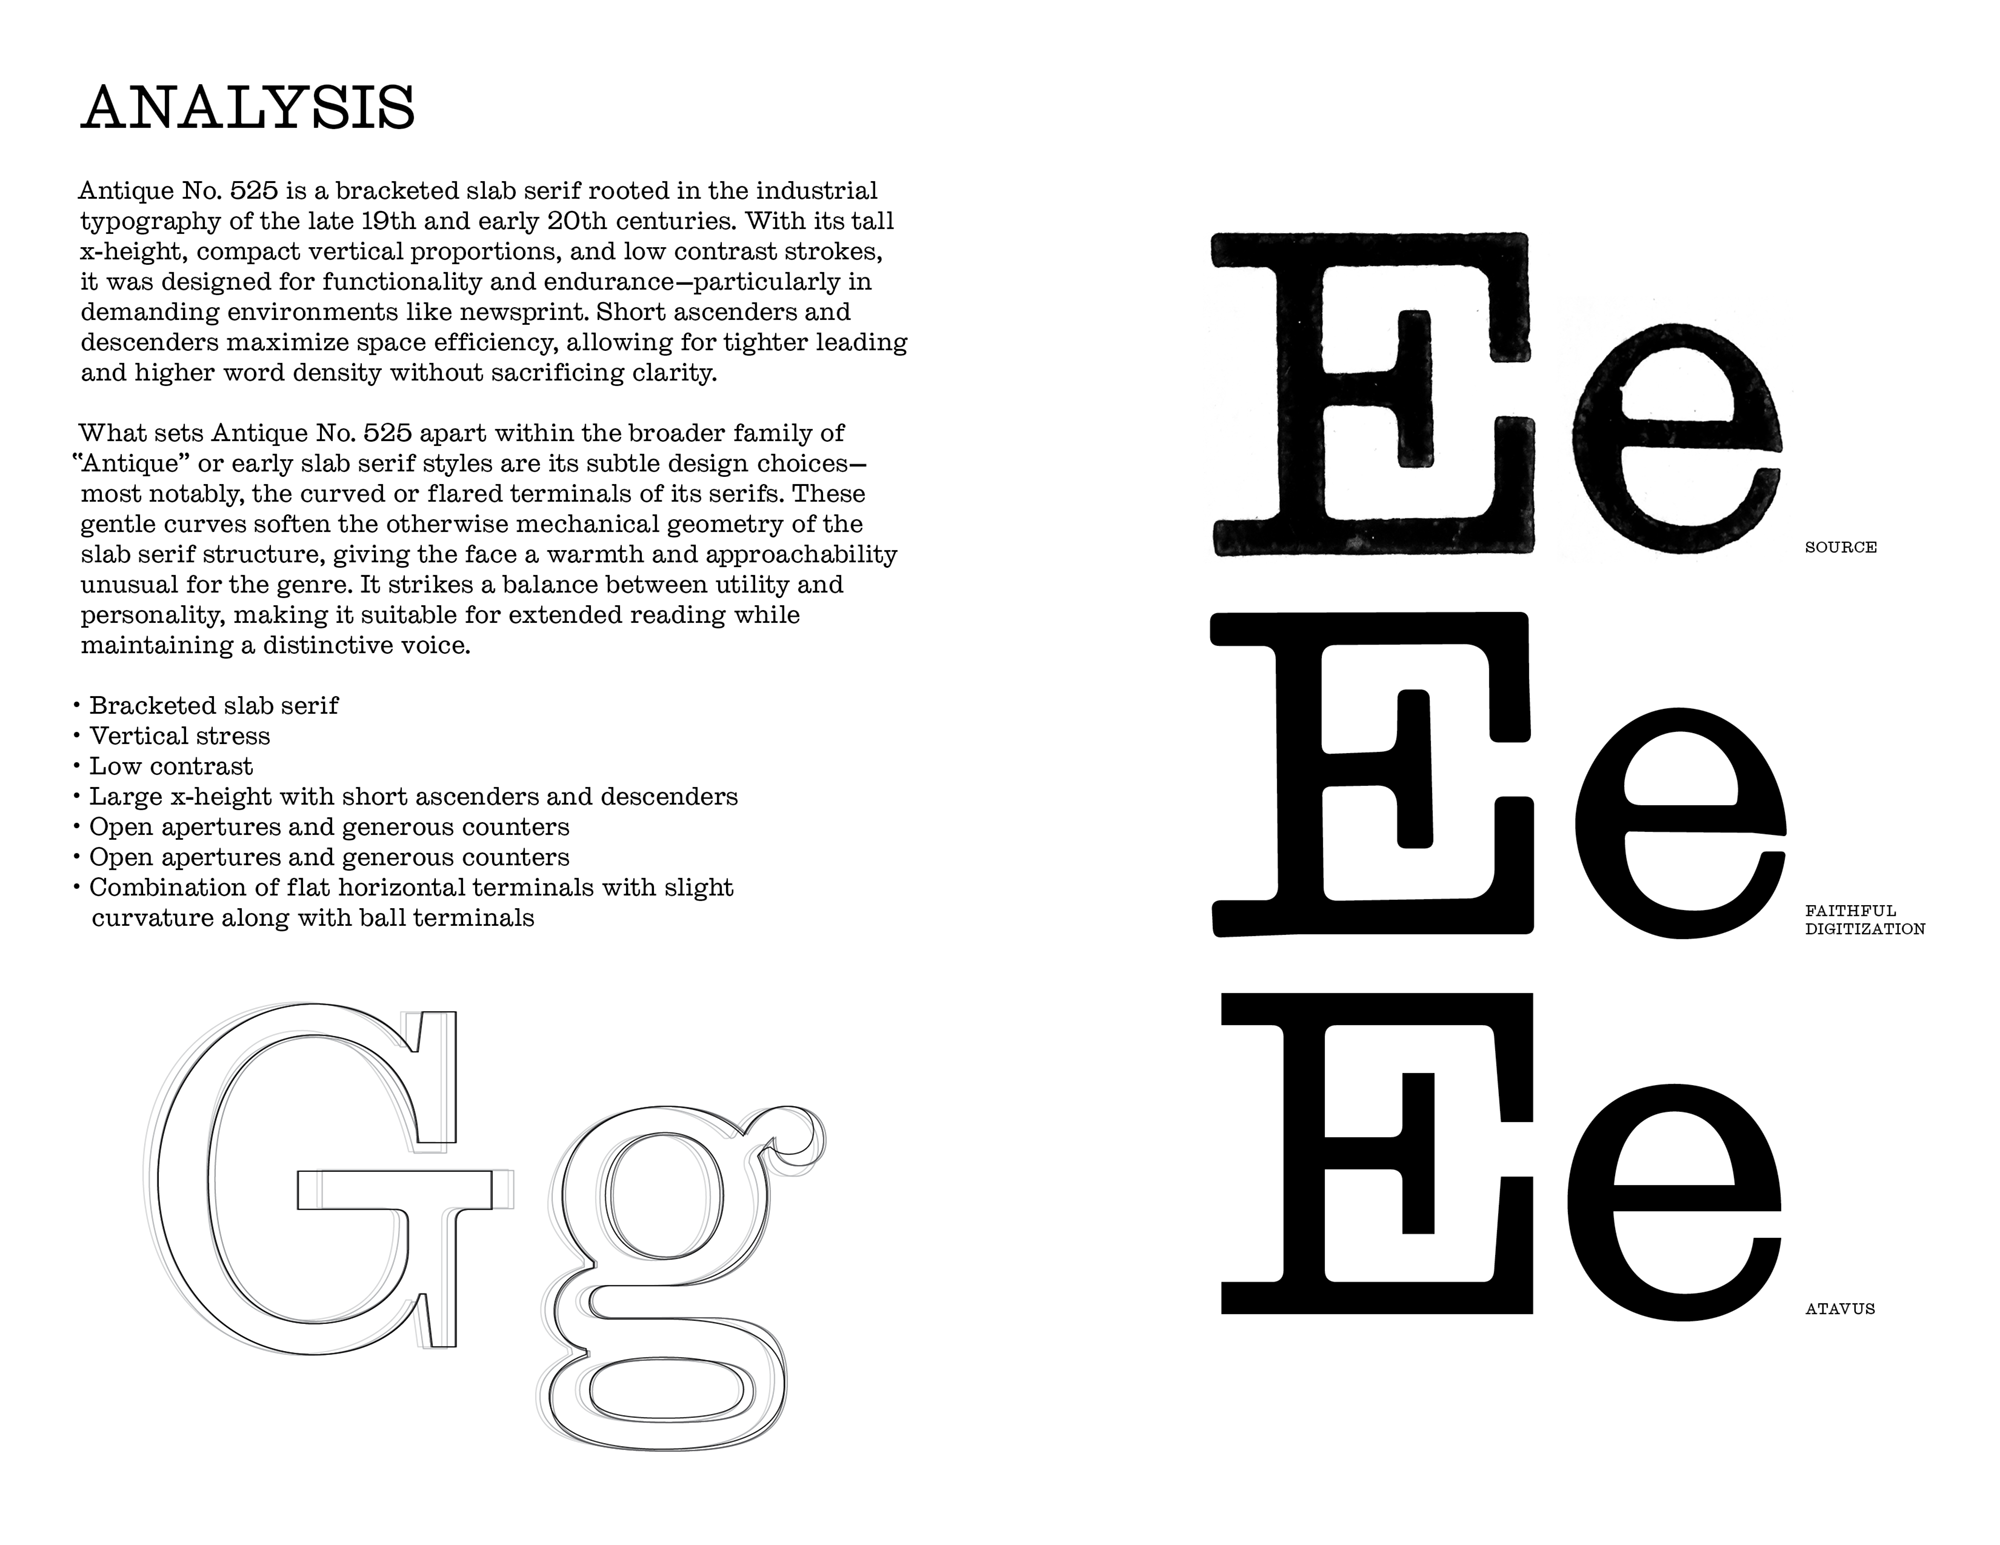 ANALYSIS
Antique No. 525 is a bracketed slab serif rooted in the industrial
typography of the late 19th and early 20th centuries. With its tall
x-height, compact vertical proportions, and low contrast strokes,
it was designed for functionality and endurance—particularly in
demanding environments like newsprint. Short ascenders and
descenders maximize space efficiency, allowing for tighter leading
and higher word density without sacrificing clarity.
What sets Antique No. 525 apart within the broader family of
“Antique” or early slab serif styles are its subtle design choices—
most notably, the curved or flared terminals of its serifs. These
gentle curves soften the otherwise mechanical geometry of the
slab serif structure, giving the face a warmth and approachability
unusual for the genre. It strikes a balance between utility and
personality, making it suitable for extended reading while
maintaining a distinctive voice.
• Bracketed slab serif
• Vertical stress
• Low contrast
• Large x-height with short ascenders and descenders
• Open apertures and generous counters
• Open apertures and generous counters
• Combination of flat horizontal terminals with slight
curvature along with ball terminals
Gg
Ee
SOURCE
Ee
FAITHFUL
DIGITIZATION
Ee
ATAVUS